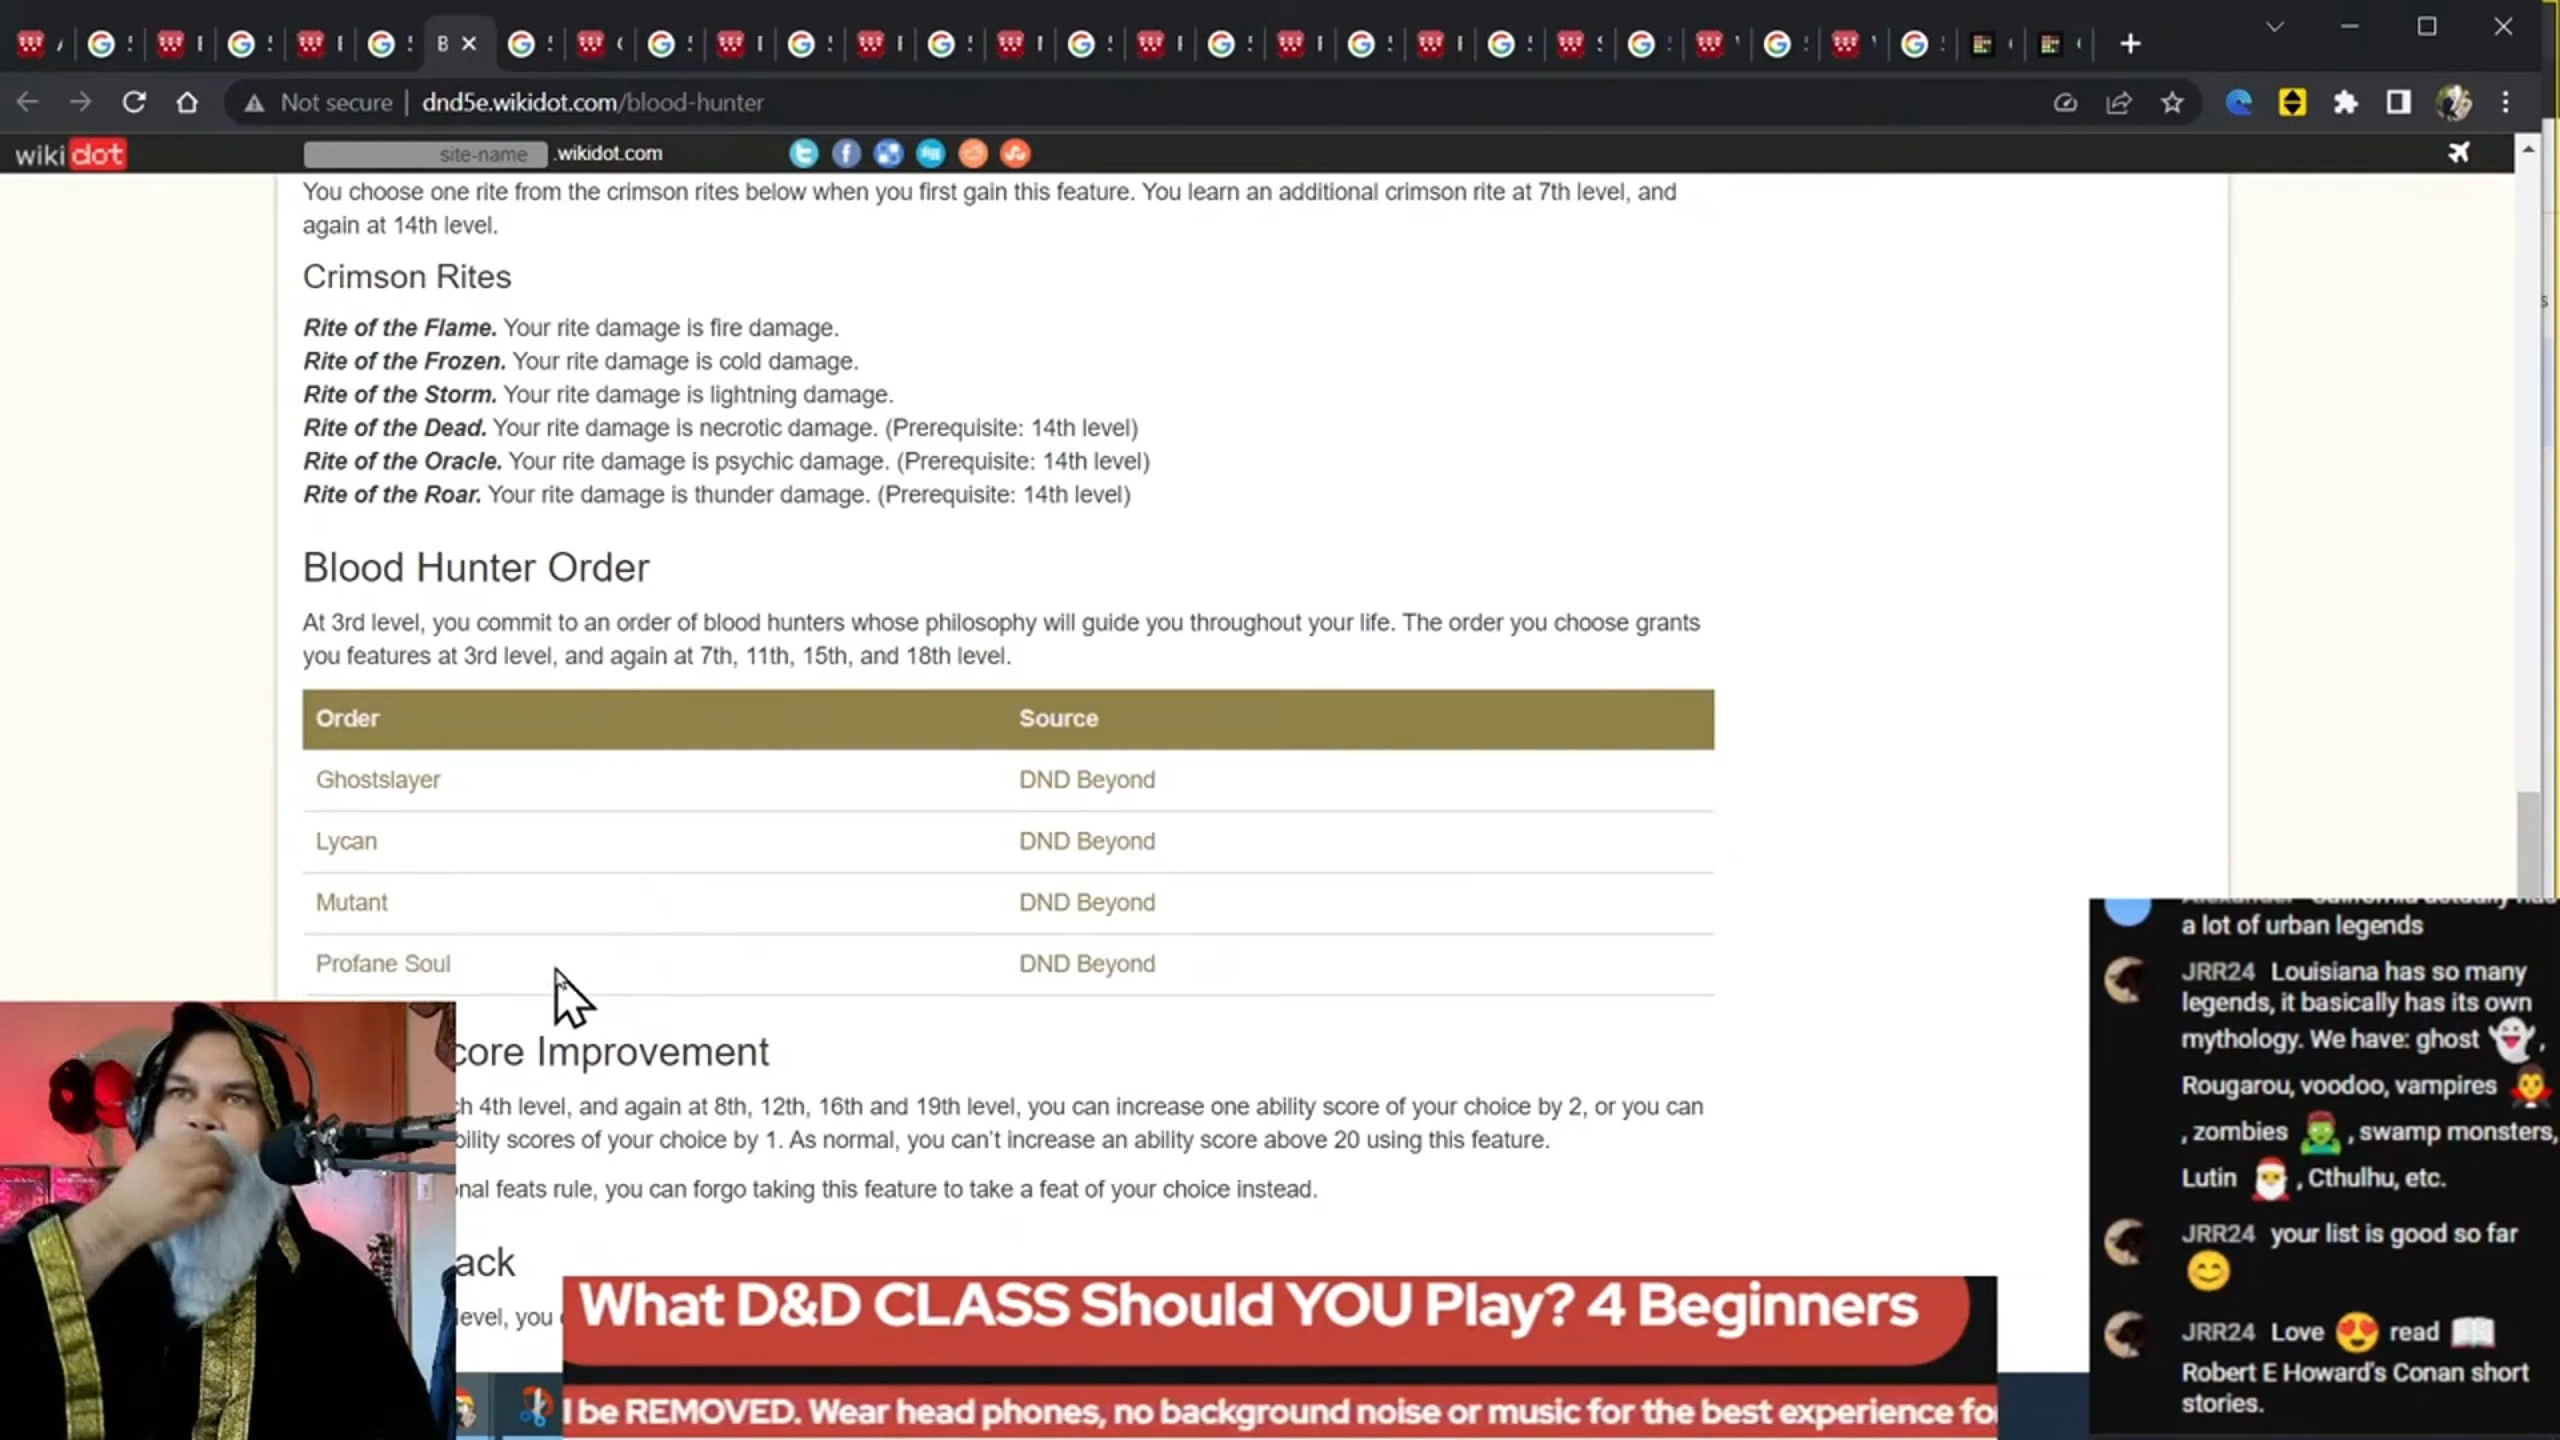 B
Not secure
dnd5e.wikidot.com/blood-hunter
wikidot
site-name .wikidot.com
You choose one rite from the crimson rites below when you first gain this feature. You learn an additional crimson rite at 7th level, and
again at 14th level.
Crimson Rites
Rite of the Flame. Your rite damage is fire damage.
Rite of the Frozen. Your rite damage is cold damage.
Rite of the Storm. Your rite damage is lightning damage.
Rite of the Dead. Your rite damage is necrotic damage. (Prerequisite: 14th level)
Rite of the Oracle. Your rite damage is psychic damage. (Prerequisite: 14th level)
Rite of the Roar. Your rite damage is thunder damage. (Prerequisite: 14th level)
Blood Hunter Order
At 3rd level, you commit to an order of blood hunters whose philosophy will guide you throughout your life. The order you choose grants
you features at 3rd level, and again at 7th, 11th, 15th, and 18th level.
Order Source
Ghostslayer DND Beyond
Lycan DND Beyond
Mutant DND Beyond
Profane Soul DND Beyond
core Improvement
ch 4th level, and again at 8th, 12th, 16th and 19th level, you can increase one ability score of your choice by 2, or you can
bility scores of your choice by 1. As normal, you can't increase an ability score above 20 using this feature.
onal feats rule, you can forgo taking this feature to take a feat of your choice instead.
ack
level, you
What D&D CLASS Should YOU Play? 4 Beginners
l be REMOVED. Wear head phones, no background noise or music for the best experience fo
a lot of urban legends
JRR24 Louisiana has so many
legends, it basically has its own
mythology. We have: ghost 👻,
Rougarou, voodoo, vampires 🧛
, zombies 🧟, swamp monsters,
Lutin 🎅, Cthulhu, etc.
JRR24 your list is good so far
😊
JRR24 Love 😍 read 📖
Robert E Howard's Conan short
stories.